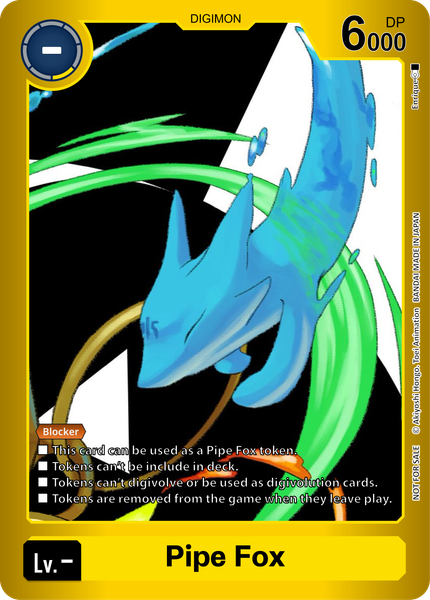 DIGIMON
-
DP
6000
Enrique
Blocker
This card can be used as a Pipe Fox token.
Tokens can't be include in deck.
Tokens can't digivolve or be used as digivolution cards.
Tokens are removed from the game when they leave play.
NOT FOR SALE © Akiyoshi Hongo, Toei Animation BANDAI MADE IN JAPAN
Lv.-
Pipe Fox